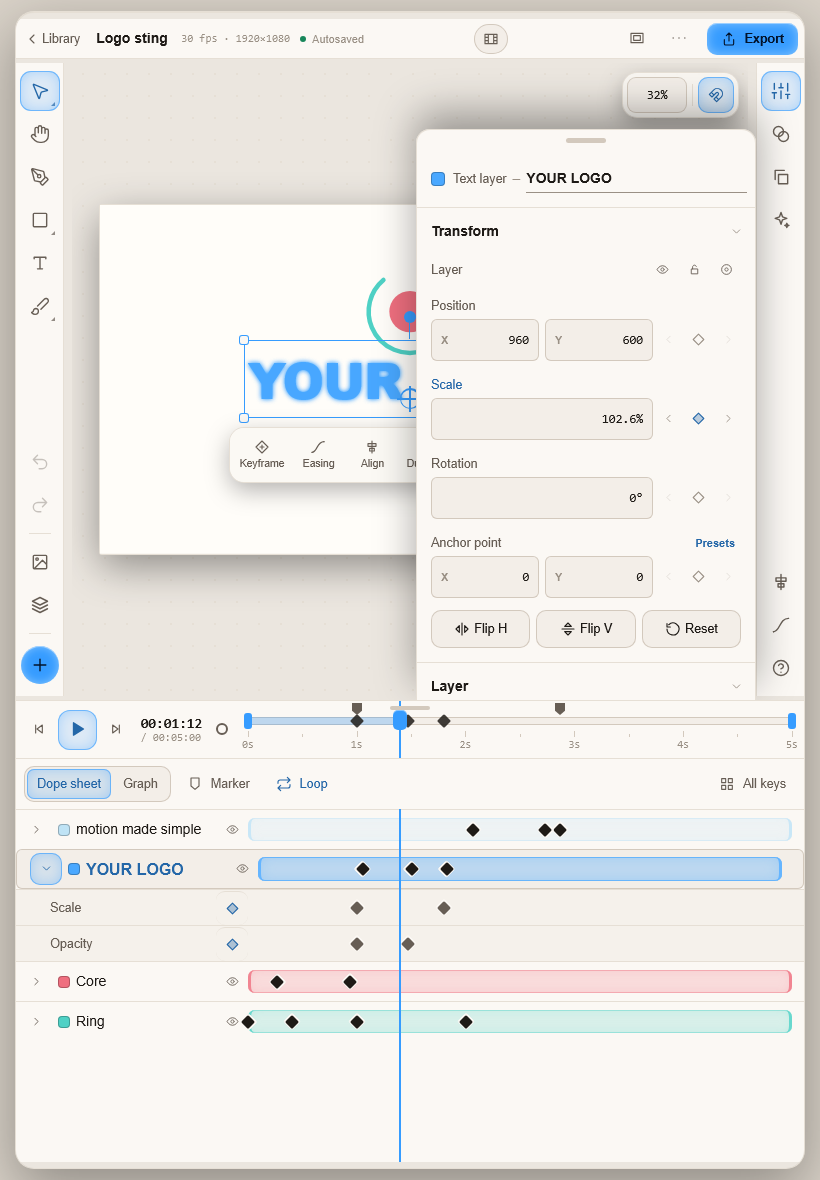 Library Logo sting 30 fps · 1920×1080 Autosaved ··· Export
32%
Text layer – YOUR LOGO
Transform
Layer
Position
X 960 Y 600
Scale
102.6%
Rotation
0°
Anchor point Presets
X 0 Y 0
Flip H Flip V Reset
Layer
YOUR
Keyframe Easing Align
00:01:12
/ 00:05:00
0s 1s 2s 3s 4s 5s
Dope sheet Graph Marker Loop All keys
motion made simple
YOUR LOGO
Scale
Opacity
Core
Ring